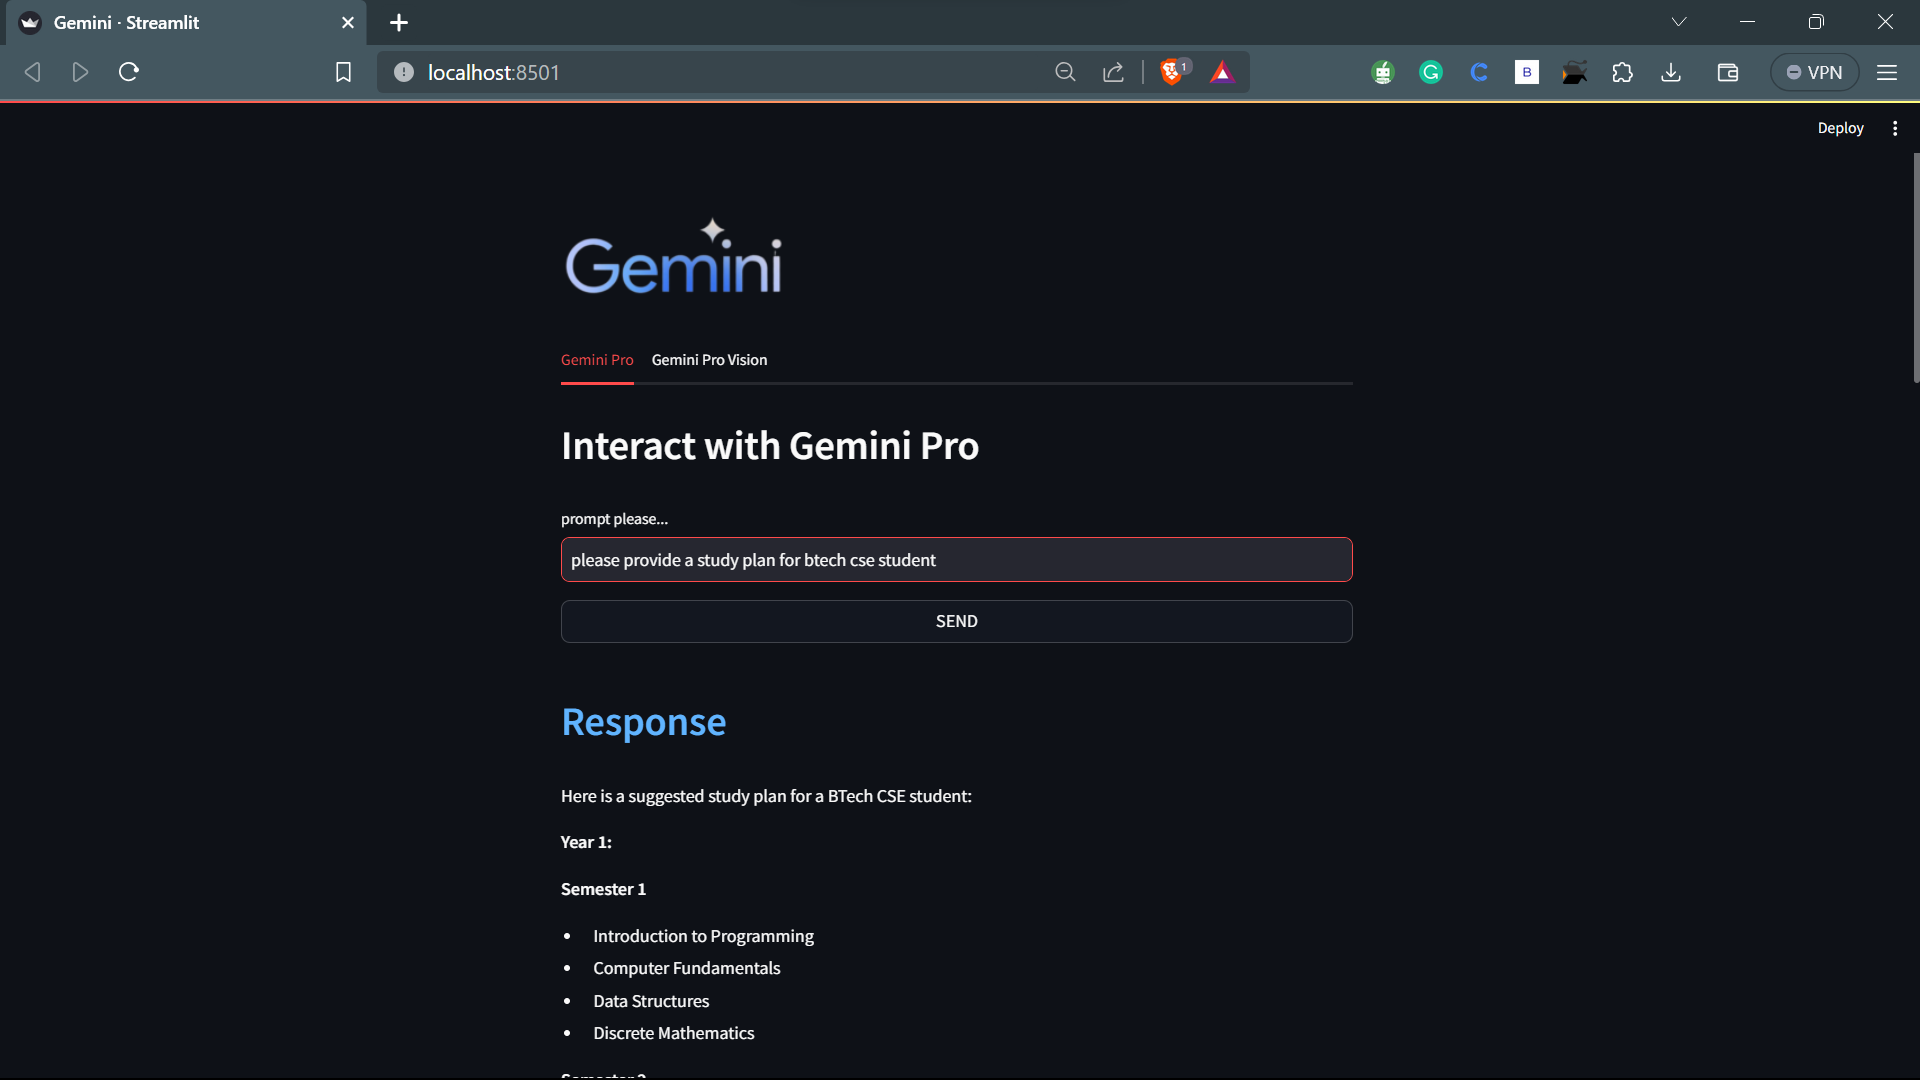 Gemini · Streamlit
localhost:8501
1
G
C
B
VPN
Deploy
Gemini
Gemini Pro Gemini Pro Vision
Interact with Gemini Pro
prompt please...
please provide a study plan for btech cse student
SEND
Response
Here is a suggested study plan for a BTech CSE student:
Year 1:
Semester 1
• Introduction to Programming
• Computer Fundamentals
• Data Structures
• Discrete Mathematics